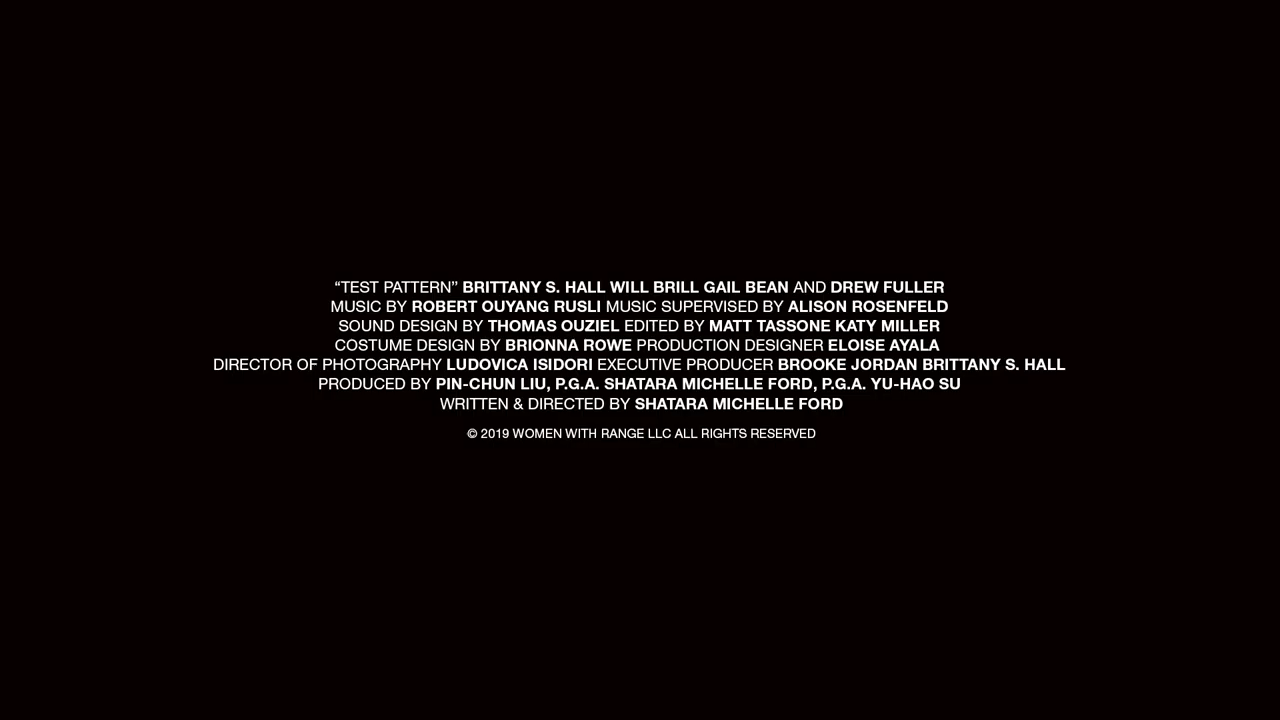 “TEST PATTERN” BRITTANY S. HALL WILL BRILL GAIL BEAN AND DREW FULLER
MUSIC BY ROBERT OUYANG RUSLI MUSIC SUPERVISED BY ALISON ROSENFELD
SOUND DESIGN BY THOMAS OUZIEL EDITED BY MATT TASSONE KATY MILLER
COSTUME DESIGN BY BRIONNA ROWE PRODUCTION DESIGNER ELOISE AYALA
DIRECTOR OF PHOTOGRAPHY LUDOVICA ISIDORI EXECUTIVE PRODUCER BROOKE JORDAN BRITTANY S. HALL
PRODUCED BY PIN-CHUN LIU, P.G.A. SHATARA MICHELLE FORD, P.G.A. YU-HAO SU
WRITTEN & DIRECTED BY SHATARA MICHELLE FORD
© 2019 WOMEN WITH RANGE LLC ALL RIGHTS RESERVED